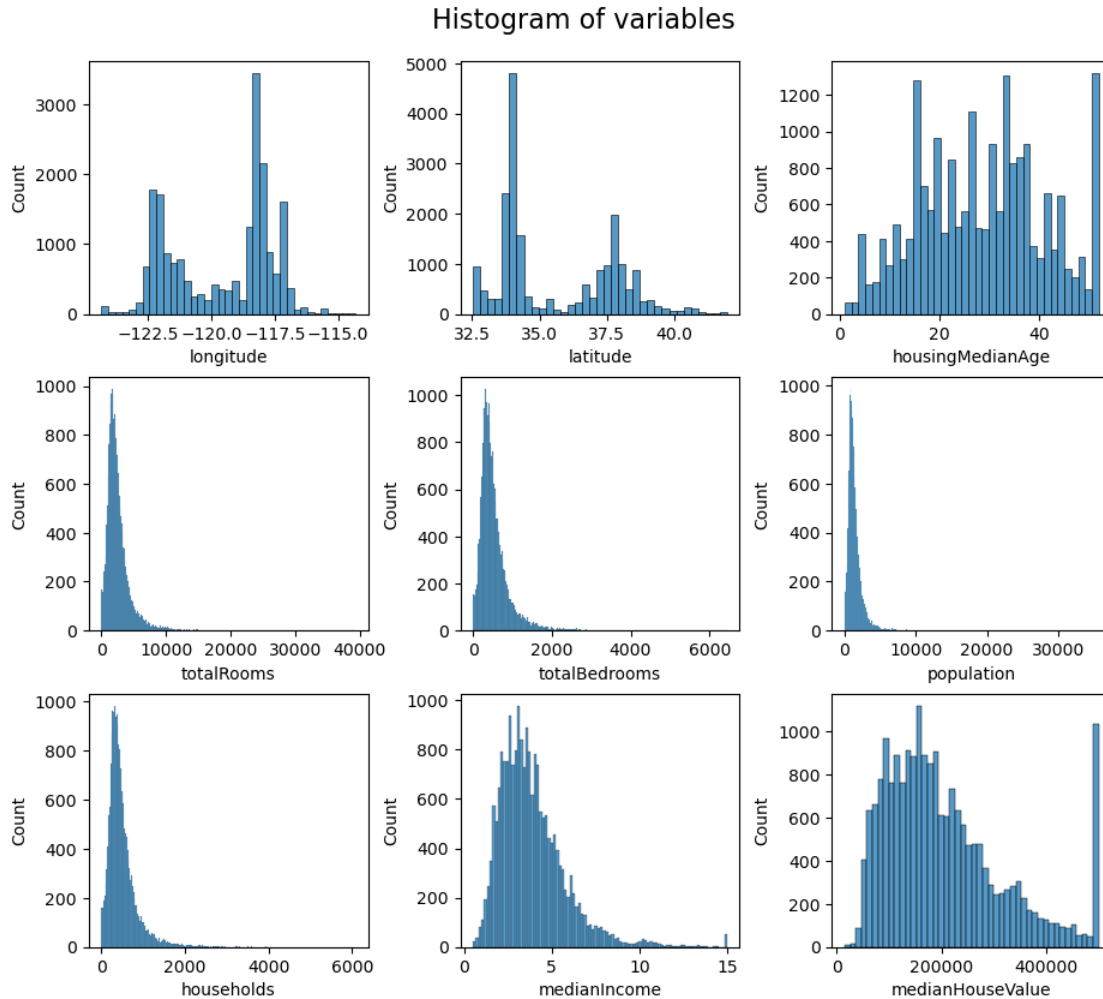 Histogram of variables
Count
3000
2000
1000
0
−122.5 −120.0 −117.5 −115.0
longitude
Count
5000
4000
3000
2000
1000
0
32.5 35.0 37.5 40.0
latitude
Count
1200
1000
800
600
400
200
0
20 40
housingMedianAge
Count
1000
800
600
400
200
0
0 10000 20000 30000 40000
totalRooms
Count
1000
800
600
400
200
0
0 2000 4000 6000
totalBedrooms
Count
1000
800
600
400
200
0
0 10000 20000 30000
population
Count
1000
800
600
400
200
0
0 2000 4000 6000
households
Count
1000
800
600
400
200
0
0 5 10 15
medianIncome
Count
1000
800
600
400
200
0
200000 400000
medianHouseValue